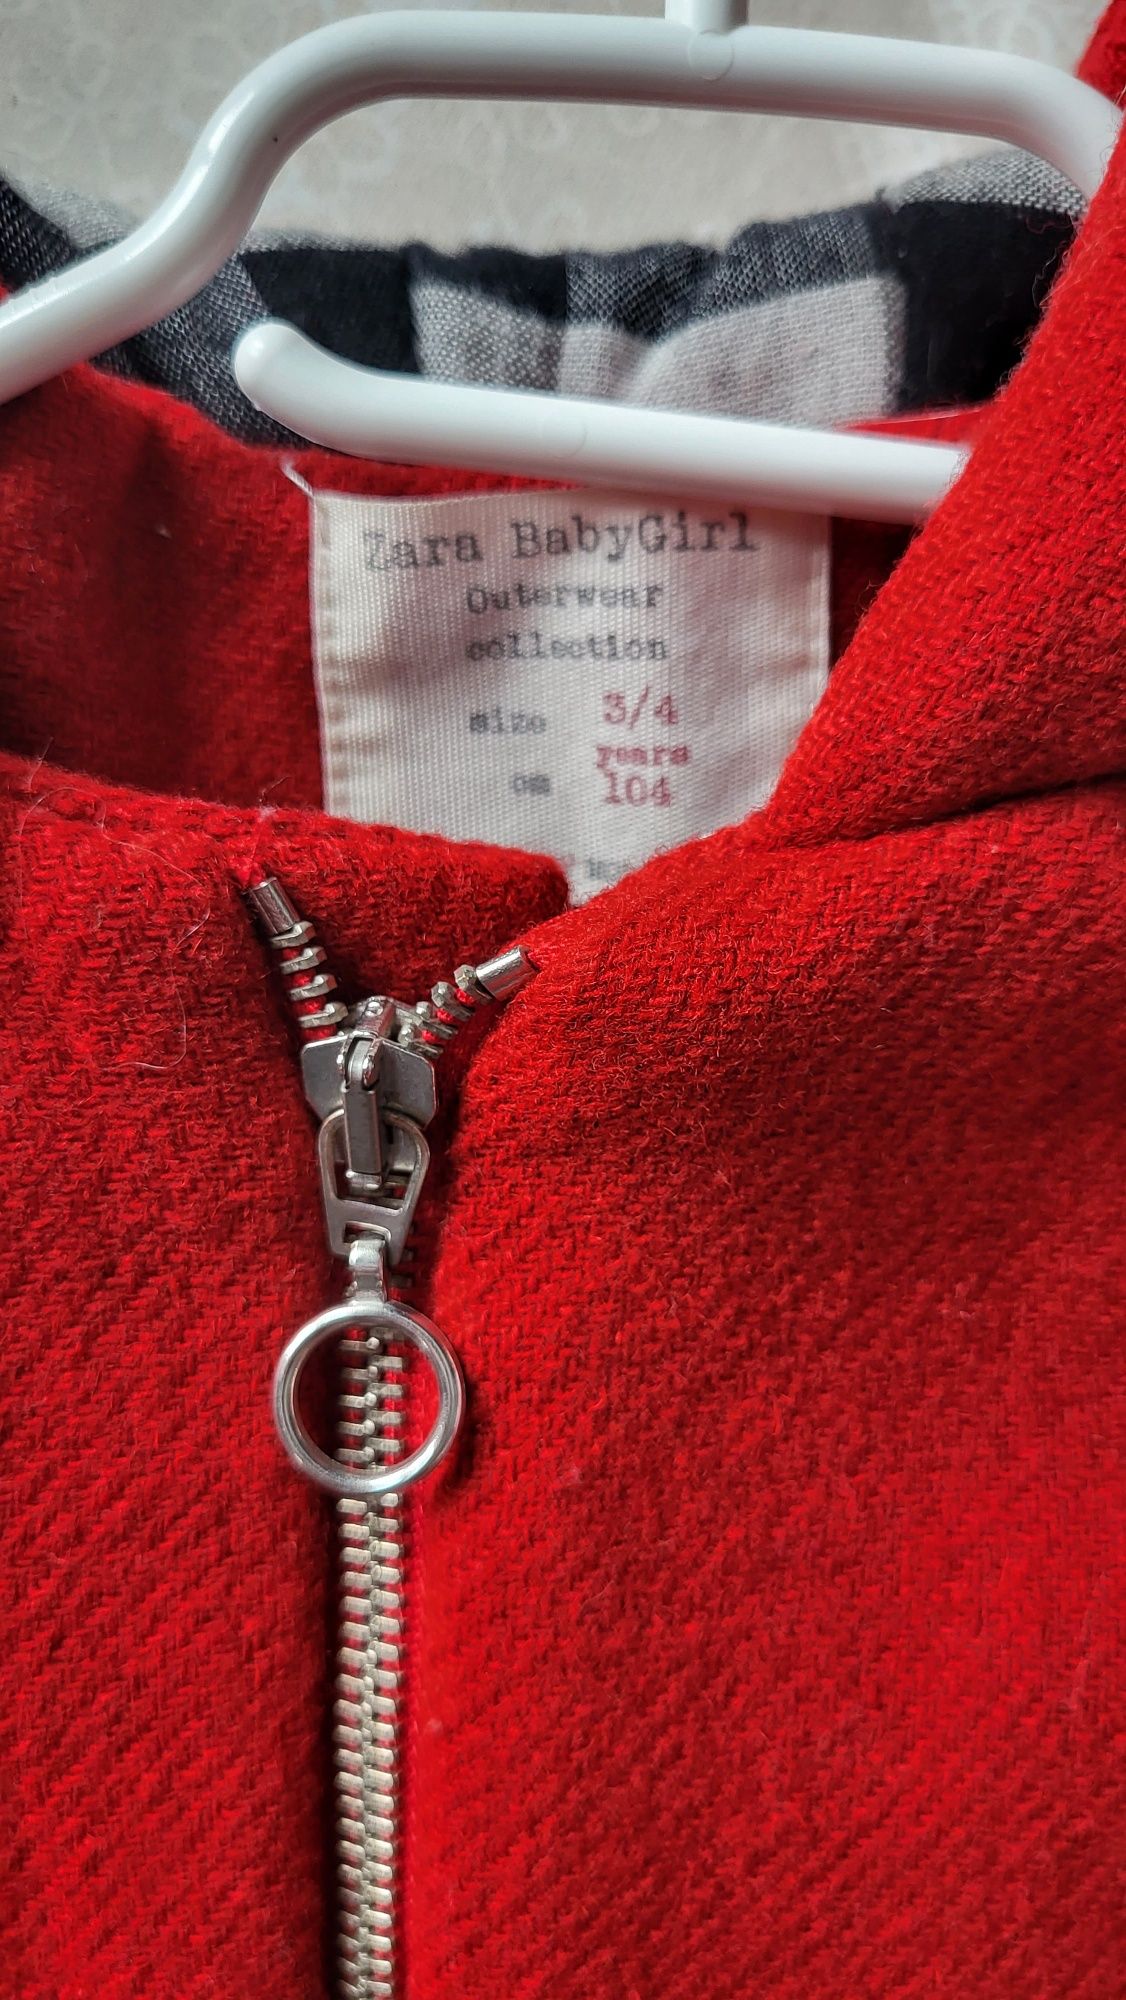 Zara BabyGirl
Outerwear
collection
size 3/4
years
cm 104